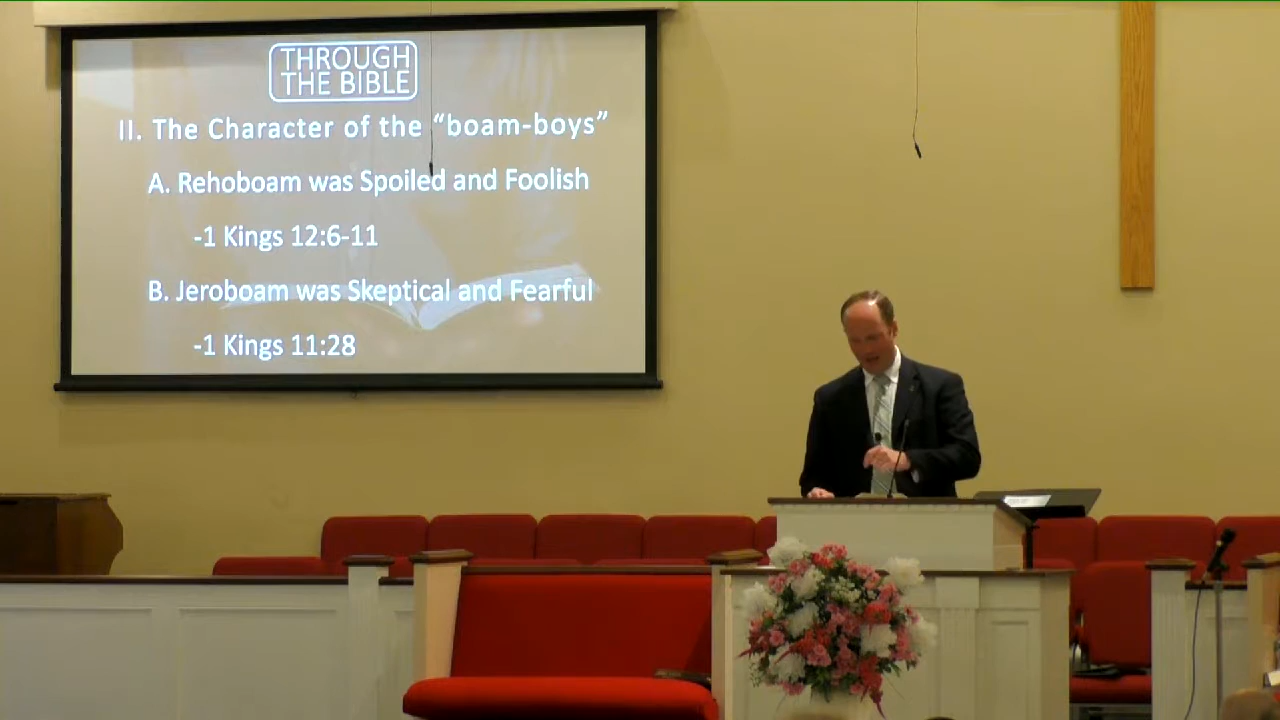 THROUGH
THE BIBLE
II. The Character of the “boam-boys”
A. Rehoboam was Spoiled and Foolish
-1 Kings 12:6-11
B. Jeroboam was Skeptical and Fearful
-1 Kings 11:28